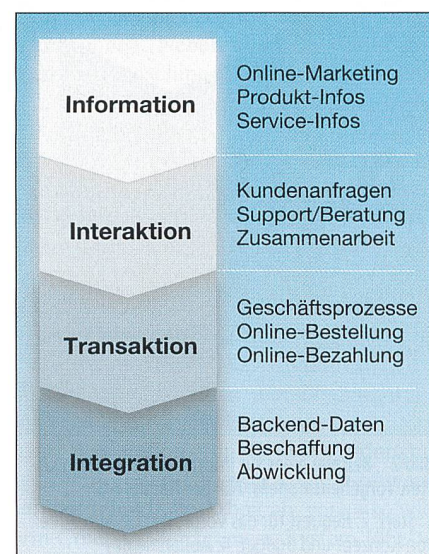 Information
Online-Marketing
Produkt-Infos
Service-Infos
Interaktion
Kundenanfragen
Support/Beratung
Zusammenarbeit
Transaktion
Geschäftsprozesse
Online-Bestellung
Online-Bezahlung
Integration
Backend-Daten
Beschaffung
Abwicklung